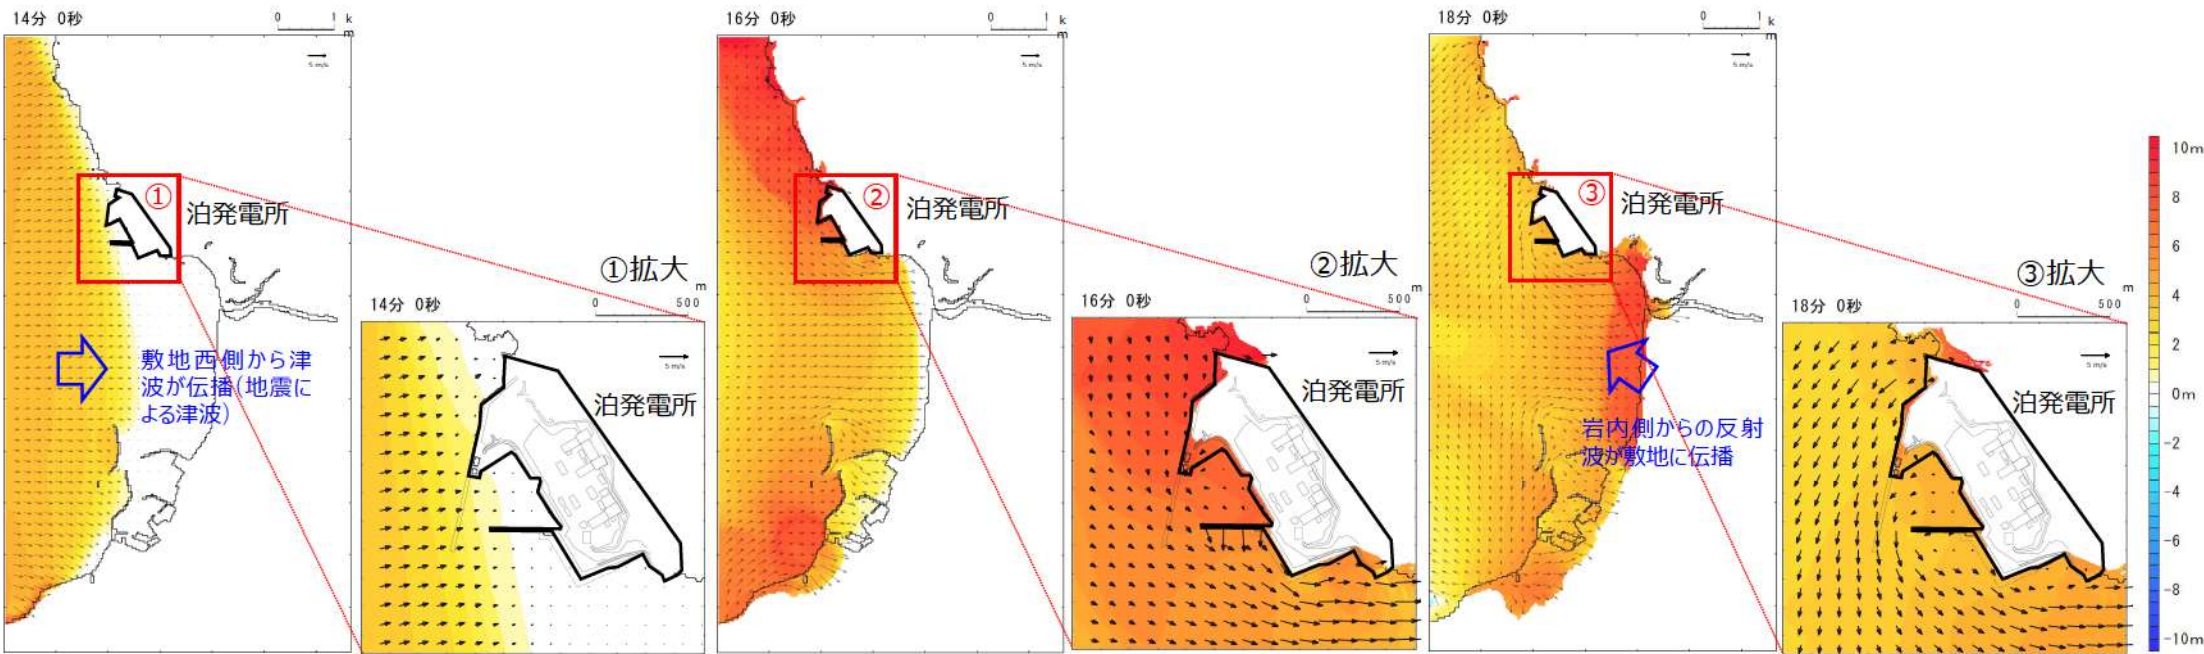 14分 0秒
0 1 k
m
5 m/s
①
泊発電所
敷地西側から津
波が伝播(地震に
よる津波)
①拡大
14分 0秒
0 500 m
5 m/s
泊発電所
16分 0秒
0 1 k
m
5 m/s
②
泊発電所
②拡大
16分 0秒
0 500 m
5 m/s
泊発電所
18分 0秒
0 1 k
m
5 m/s
③
泊発電所
岩内側からの反射
波が敷地に伝播
③拡大
18分 0秒
0 500 m
5 m/s
泊発電所
10m
8
6
4
2
0m
-2
-4
-6
-8
-10m